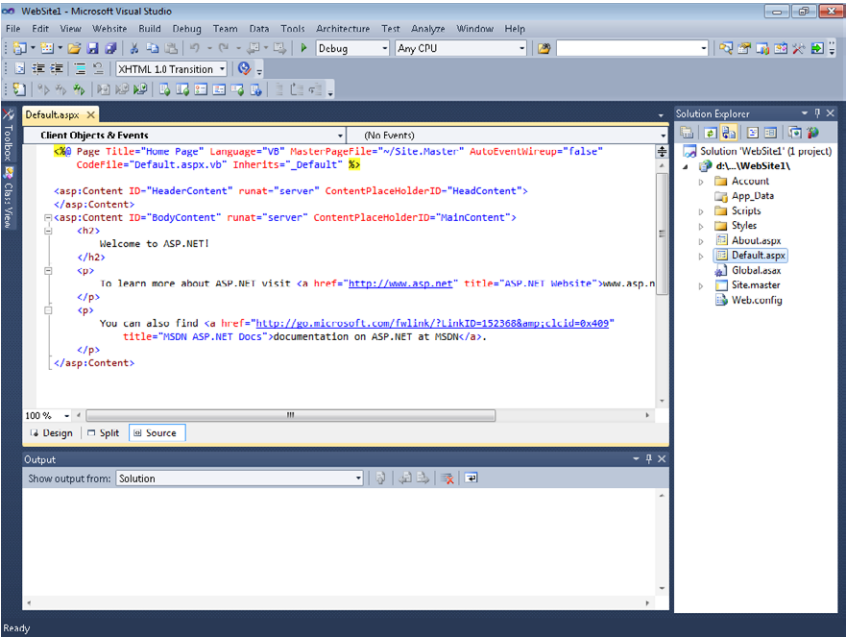 WebSite1 - Microsoft Visual Studio
File Edit View Website Build Debug Team Data Tools Architecture Test Analyze Window Help
Debug Any CPU
XHTML 1.0 Transition
Default.aspx
Client Objects & Events (No Events)
<%@ Page Title="Home Page" Language="VB" MasterPageFile="~/Site.Master" AutoEventWireup="false"
CodeFile="Default.aspx.vb" Inherits="_Default" %>
<asp:Content ID="HeaderContent" runat="server" ContentPlaceHolderID="HeadContent">
</asp:Content>
<asp:Content ID="BodyContent" runat="server" ContentPlaceHolderID="MainContent">
<h2>
Welcome to ASP.NET!
</h2>
<p>
To learn more about ASP.NET visit <a href="http://www.asp.net" title="ASP.NET Website">www.asp.n
</p>
<p>
You can also find <a href="http://go.microsoft.com/fwlink/?LinkID=152368&amp;clcid=0x409"
title="MSDN ASP.NET Docs">documentation on ASP.NET at MSDN</a>.
</p>
</asp:Content>
100 %
Design Split Source
Output
Show output from: Solution
Ready
Toolbox
Class View
Solution Explorer
Solution 'WebSite1' (1 project)
d:\...\WebSite1\
Account
App_Data
Scripts
Styles
About.aspx
Default.aspx
Global.asax
Site.master
Web.config